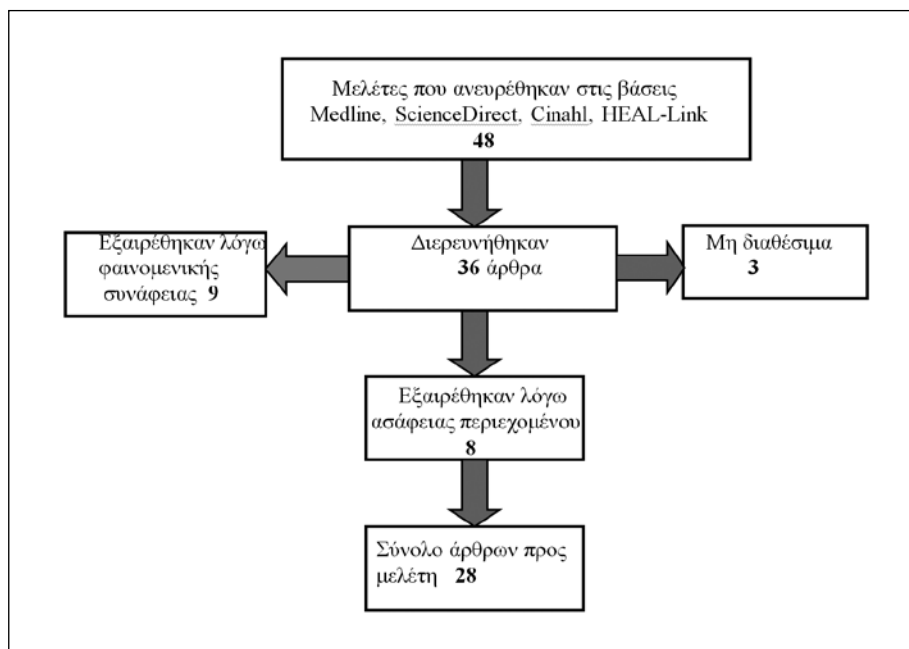 Μελέτες που ανευρέθηκαν στις βάσεις
Medline, ScienceDirect, Cinahl, HEAL-Link
48
Εξαιρέθηκαν λόγω
φαινομενικής
συνάφειας 9
Διερευνήθηκαν
36 άρθρα
Μη διαθέσιμα
3
Εξαιρέθηκαν λόγω
ασάφειας περιεχομένου
8
Σύνολο άρθρων προς
μελέτη 28